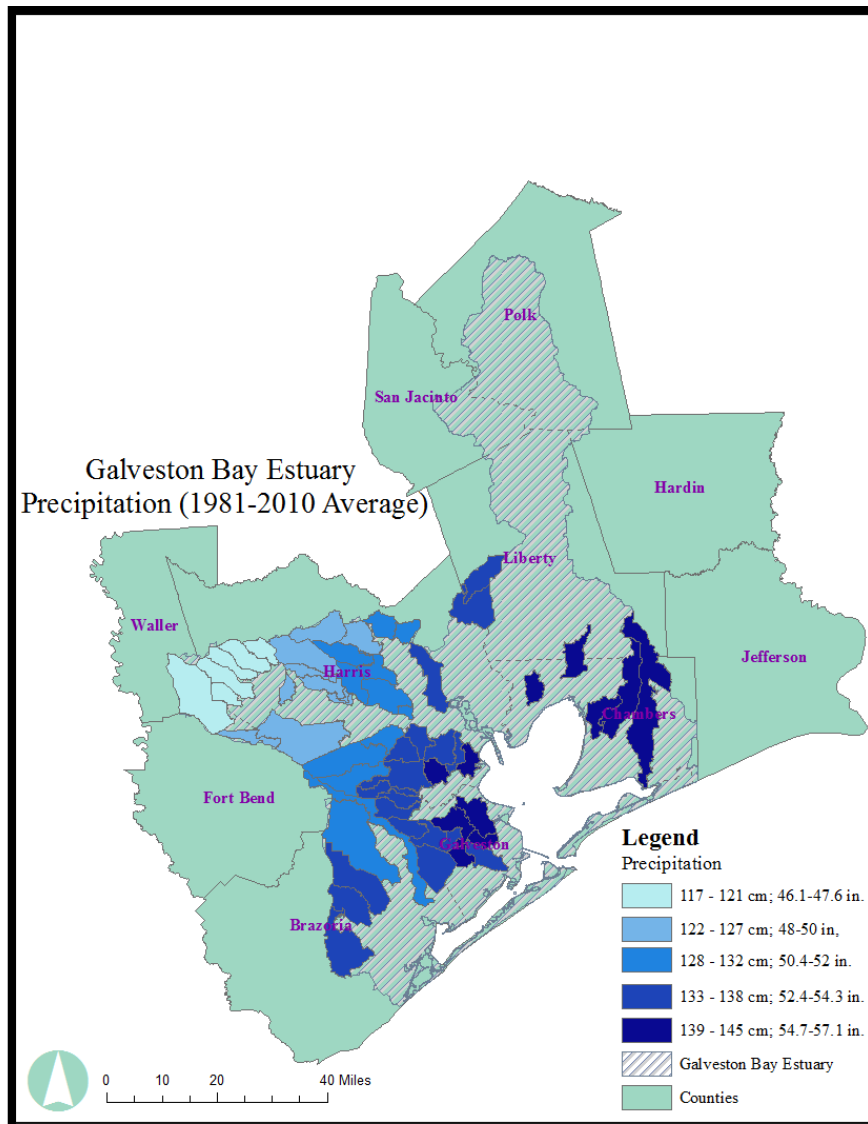 Polk
San Jacinto
Galveston Bay Estuary
Precipitation (1981-2010 Average)
Hardin
Liberty
Waller
Jefferson
Harris
Chambers
Fort Bend
Galveston
Brazoria
Legend
Precipitation
117 - 121 cm; 46.1-47.6 in.
122 - 127 cm; 48-50 in,
128 - 132 cm; 50.4-52 in.
133 - 138 cm; 52.4-54.3 in.
139 - 145 cm; 54.7-57.1 in.
Galveston Bay Estuary
Counties
0 10 20 40 Miles